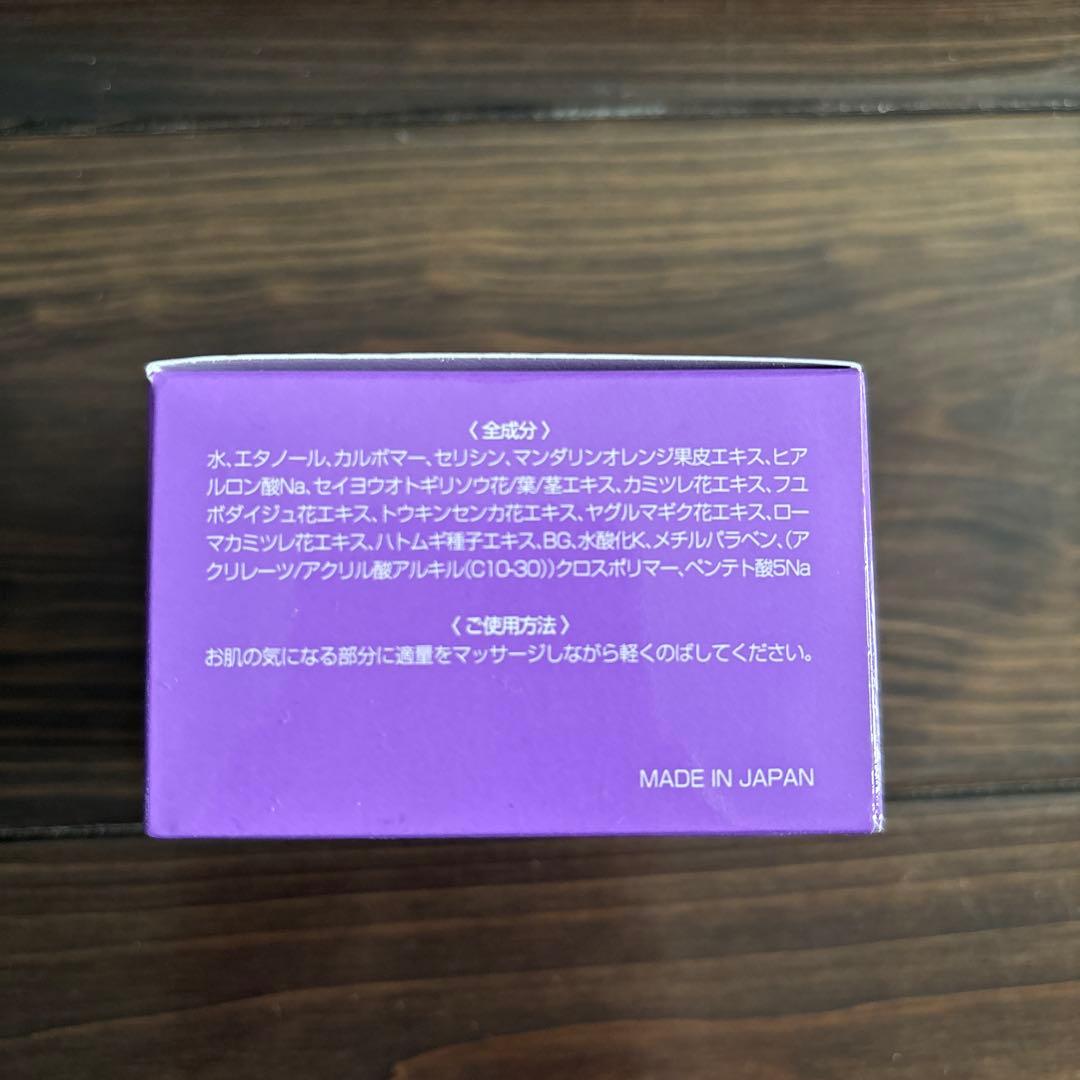 〈全成分〉
水、エタノール、カルボマー、セリシン、マンダリンオレンジ果皮エキス、ヒア
ルロン酸Na、セイヨウオトギリソウ花/葉/茎エキス、カミツレ花エキス、フユ
ボダイジュ花エキス、トウキンセンカ花エキス、ヤグルマギク花エキス、ロー
マカミツレ花エキス、ハトムギ種子エキス、BG、水酸化K、メチルパラベン、(ア
クリレーツ/アクリル酸アルキル(C10-30))クロスポリマー、ペンテト酸5Na
〈ご使用方法〉
お肌の気になる部分に適量をマッサージしながら軽くのばしてください。
MADE IN JAPAN